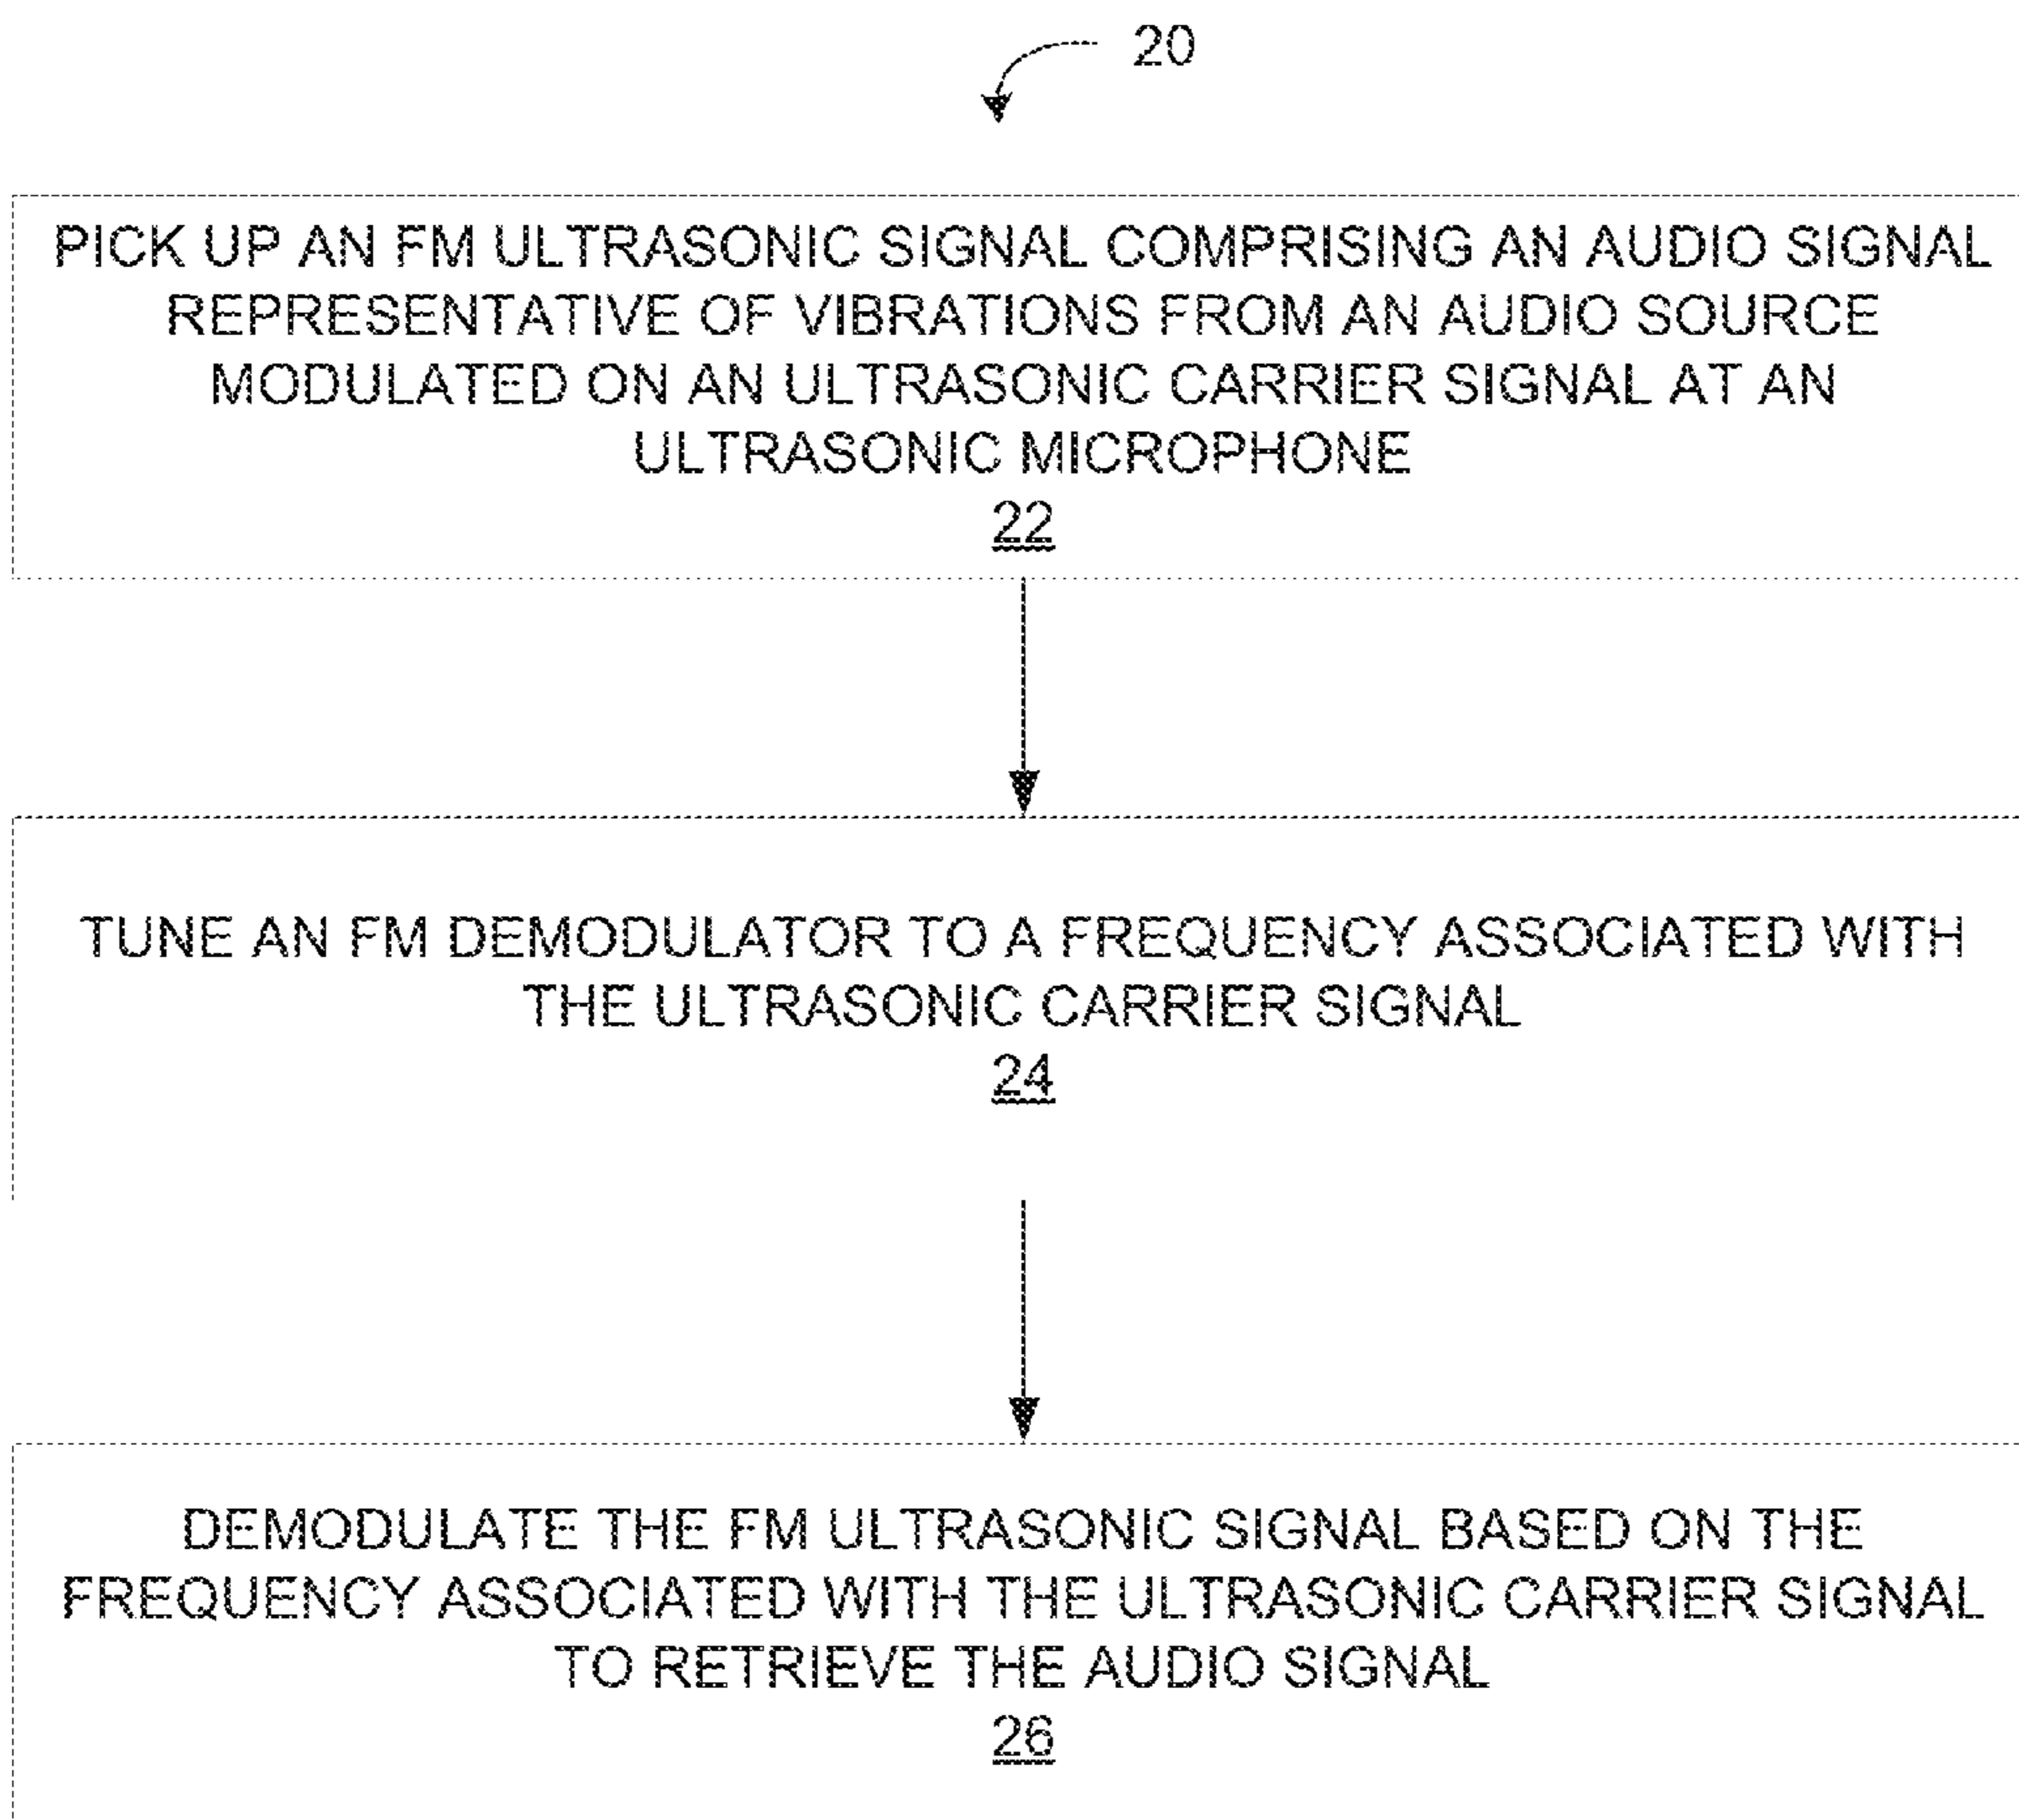 20
PICK UP AN FM ULTRASONIC SIGNAL COMPRISING AN AUDIO SIGNAL
REPRESENTATIVE OF VIBRATIONS FROM AN AUDIO SOURCE
MODULATED ON AN ULTRASONIC CARRIER SIGNAL AT AN
ULTRASONIC MICROPHONE
22
TUNE AN FM DEMODULATOR TO A FREQUENCY ASSOCIATED WITH
THE ULTRASONIC CARRIER SIGNAL
24
DEMODULATE THE FM ULTRASONIC SIGNAL BASED ON THE
FREQUENCY ASSOCIATED WITH THE ULTRASONIC CARRIER SIGNAL
TO RETRIEVE THE AUDIO SIGNAL
26